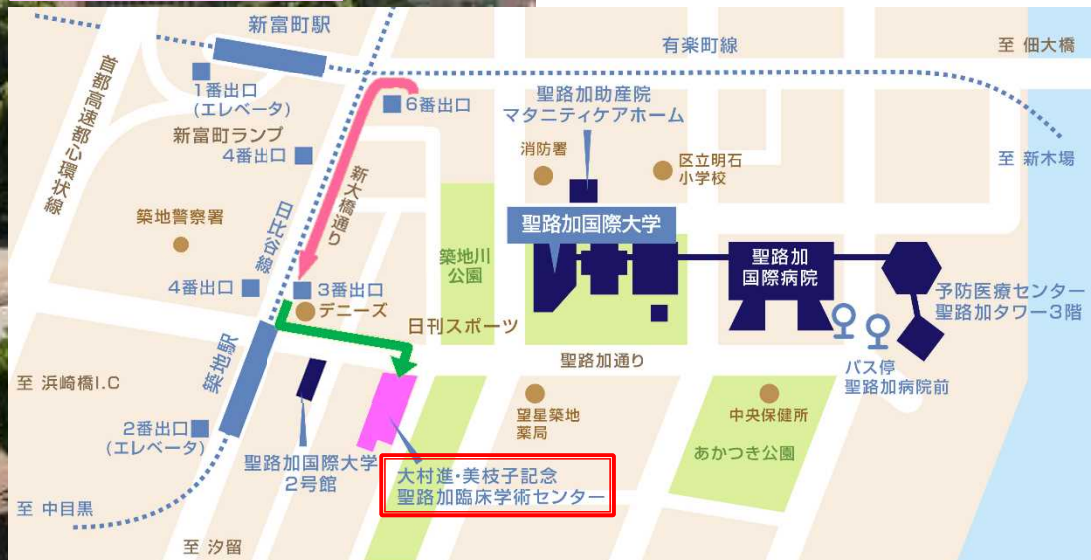 新富町駅
有楽町線
至 佃大橋
首都高速都心環状線
1番出口
(エレベータ)
6番出口
聖路加助産院
マタニティケアホーム
新富町ランプ
4番出口
消防署
区立明石
小学校
至 新木場
新大橋通り
築地警察署
日比谷線
聖路加国際大学
築地川
公園
聖路加
国際病院
4番出口
3番出口
デニーズ
日刊スポーツ
予防医療センター
聖路加タワー3階
築地駅
聖路加通り
バス停
聖路加病院前
至 浜崎橋I.C
望星築地
薬局
中央保健所
2番出口
(エレベータ)
あかつき公園
聖路加国際大学
2号館
大村進・美枝子記念
聖路加臨床学術センター
至 中目黒
至 汐留